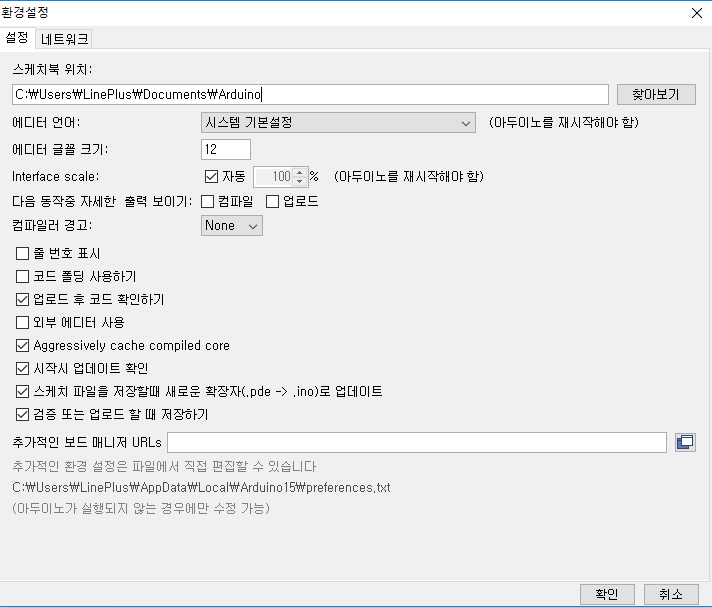 환경설정
설정 네트워크
스케치북 위치:
C:₩Users₩LinePlus₩Documents₩Arduino 찾아보기
에디터 언어: 시스템 기본설정 (아두이노를 재시작해야 함)
에디터 글꼴 크기: 12
Interface scale: 자동 100 % (아두이노를 재시작해야 함)
다음 동작중 자세한 출력 보이기: 컴파일 업로드
컴파일러 경고: None
줄 번호 표시
코드 폴딩 사용하기
업로드 후 코드 확인하기
외부 에디터 사용
Aggressively cache compiled core
시작시 업데이트 확인
스케치 파일을 저장할때 새로운 확장자(.pde -> .ino)로 업데이트
검증 또는 업로드 할 때 저장하기
추가적인 보드 매니저 URLs
추가적인 환경 설정은 파일에서 직접 편집할 수 있습니다
C:₩Users₩LinePlus₩AppData₩Local₩Arduino15₩preferences.txt
(아두이노가 실행되지 않는 경우에만 수정 가능)
확인 취소